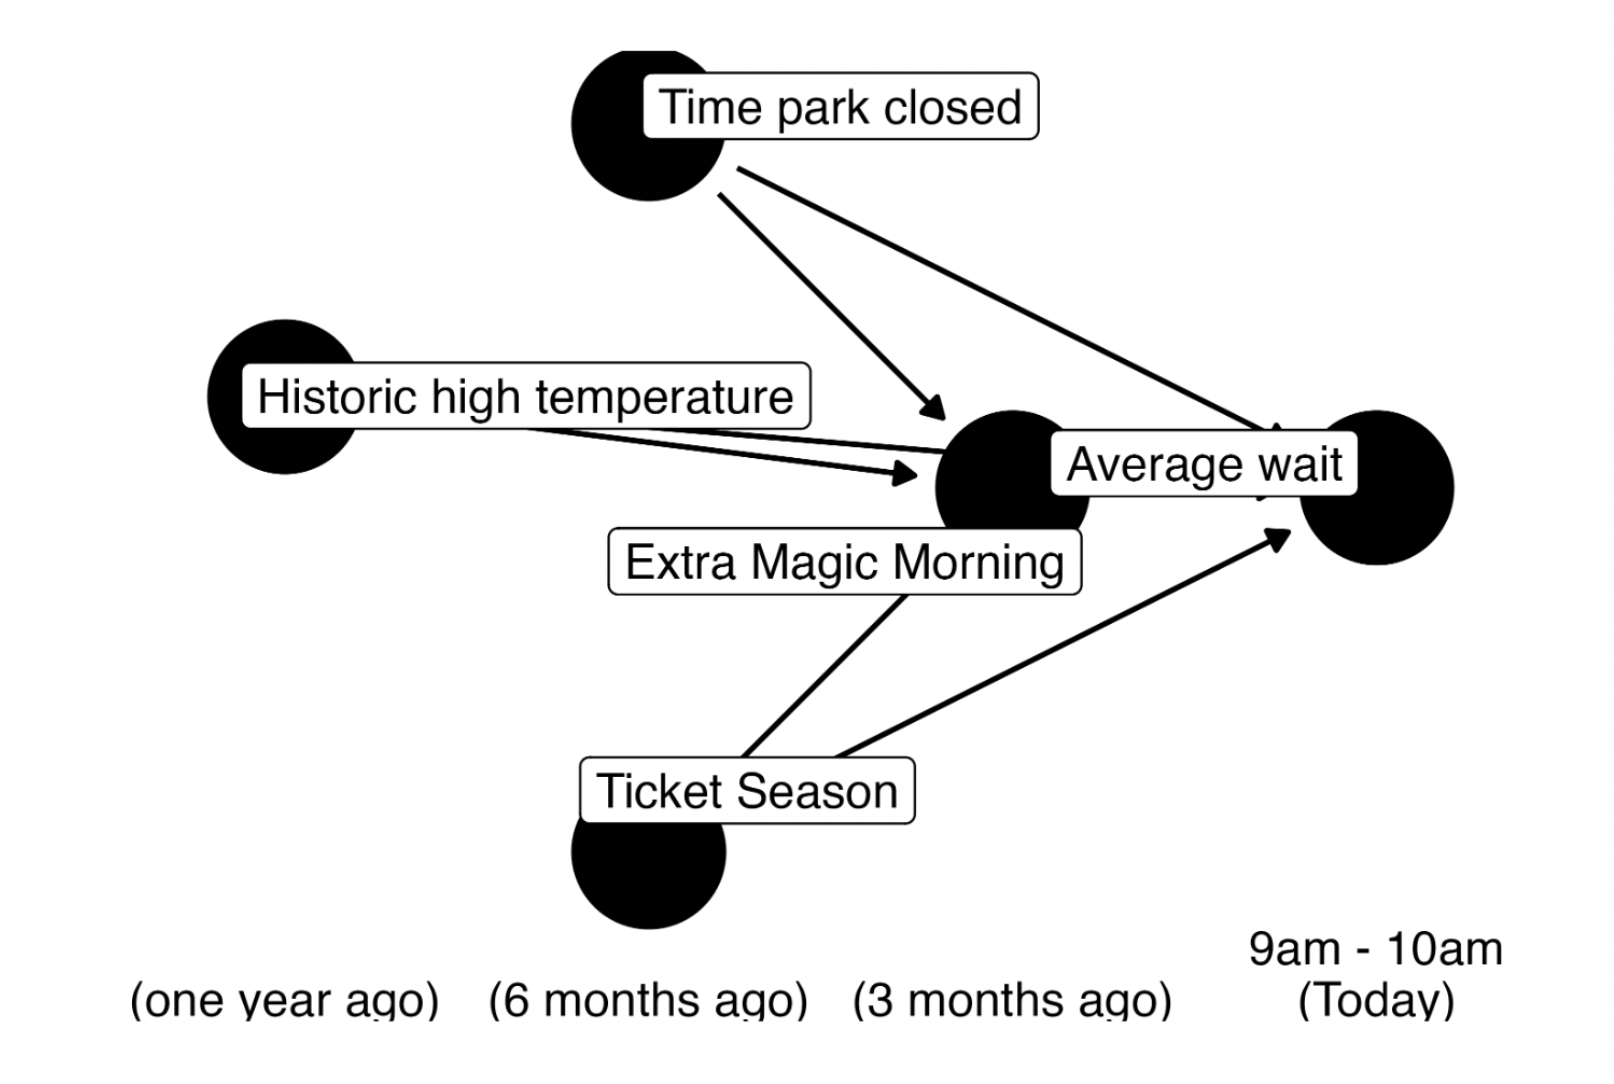 Time park closed
Historic high temperature
Average wait
Extra Magic Morning
Ticket Season
9am - 10am
(one year ago) (6 months ago) (3 months ago) (Today)